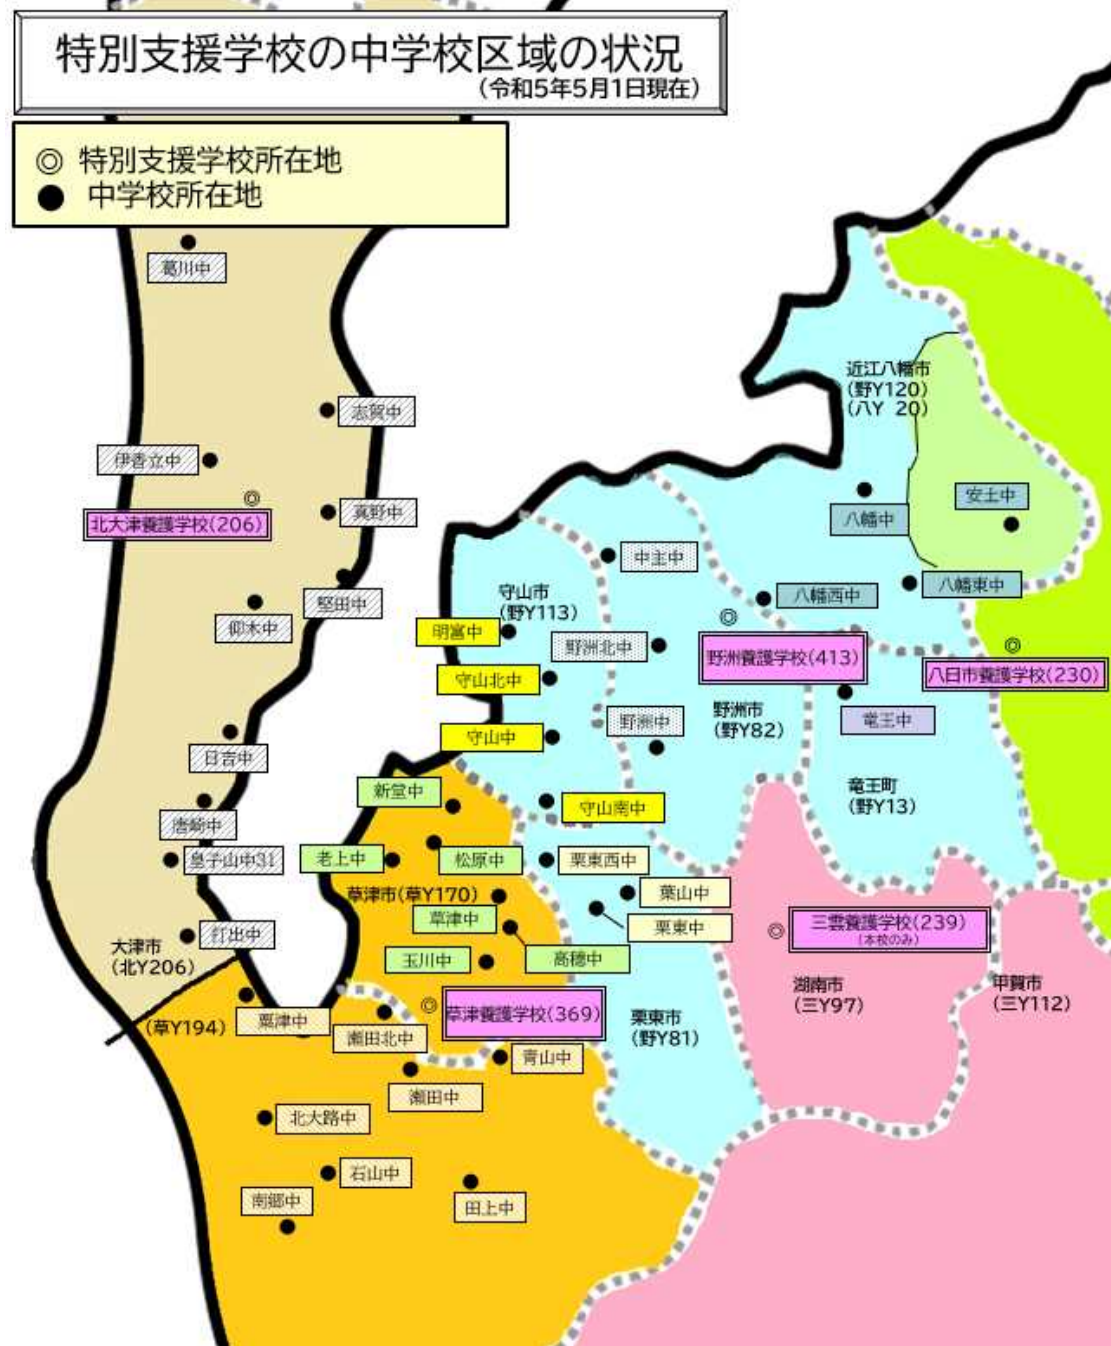 特別支援学校の中学校区域の状況
(令和5年5月1日現在)
◎ 特別支援学校所在地
● 中学校所在地
葛川中
志賀中
伊香立中
北大津養護学校(206)
真野中
堅田中
仰木中
日吉中
唐崎中
皇子山中31
打出中
大津市
(北Y206)
(草Y194)
粟津中
瀬田北中
瀬田中
青山中
北大路中
石山中
南郷中
田上中
近江八幡市
(野Y120)
(八Y 20)
安土中
八幡中
八幡東中
八幡西中
中主中
守山市
(野Y113)
明富中
野洲北中
野洲養護学校(413)
八日市養護学校(230)
守山北中
野洲中
野洲市
(野Y82)
竜王中
守山中
竜王町
(野Y13)
新堂中
守山南中
老上中
松原中
栗東西中
草津市(草Y170)
葉山中
草津中
栗東中
三雲養護学校(239)
(本校のみ)
玉川中
高穂中
湖南市
(三Y97)
甲賀市
(三Y112)
草津養護学校(369)
栗東市
(野Y81)